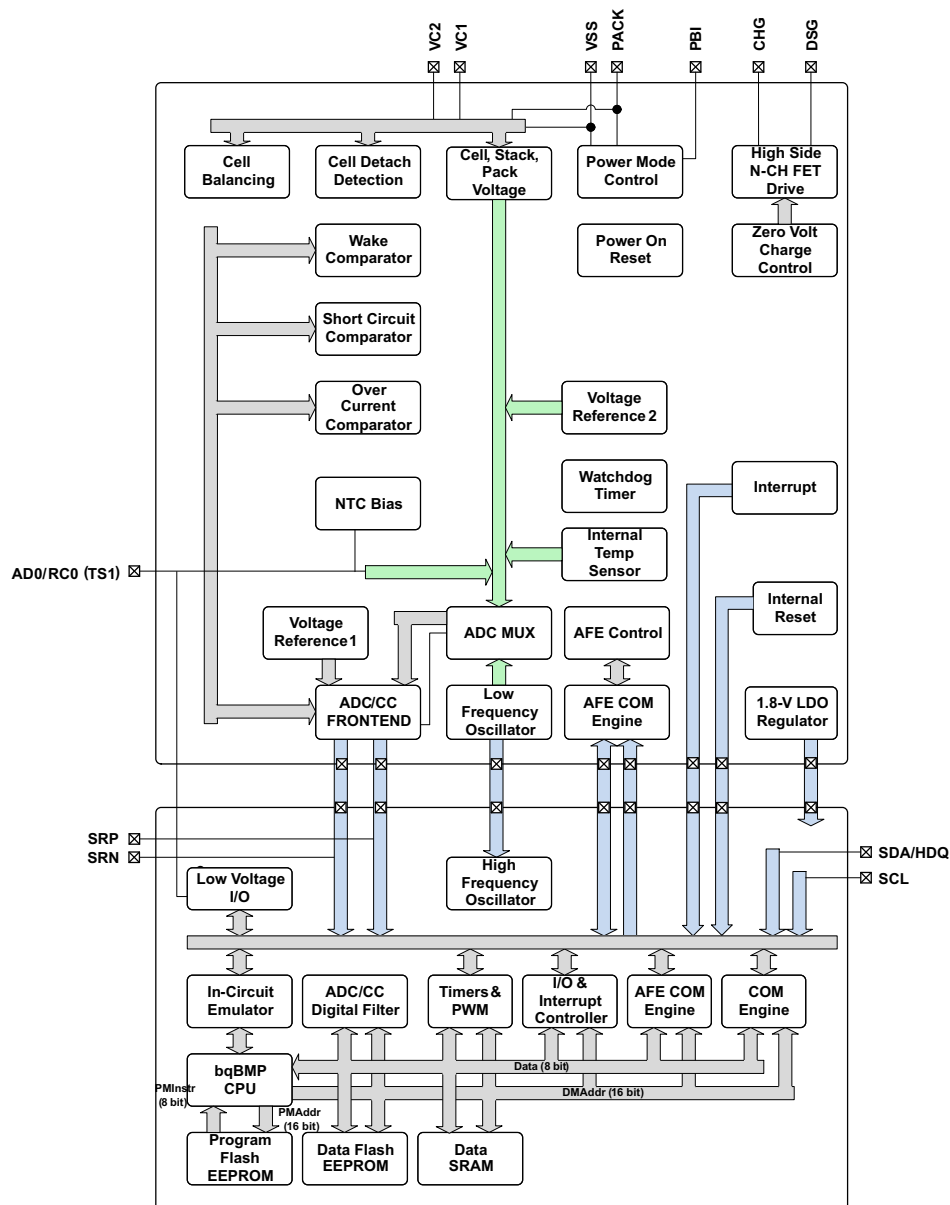 VC2
VC1
VSS
PACK
PBI
CHG
DSG
Cell
Balancing
Cell Detach
Detection
Cell, Stack,
Pack
Voltage
Power Mode
Control
High Side
N-CH FET
Drive
Wake
Comparator
Power On
Reset
Zero Volt
Charge
Control
Short Circuit
Comparator
Over
Current
Comparator
Voltage
Reference 2
NTC Bias
Watchdog
Timer
Interrupt
AD0/RC0 (TS1)
Internal
Temp
Sensor
Voltage
Reference 1
ADC MUX
AFE Control
Internal
Reset
ADC/CC
FRONTEND
Low
Frequency
Oscillator
AFE COM
Engine
1.8-V LDO
Regulator
SRP
SRN
SDA/HDQ
SCL
Low Voltage
I/O
High
Frequency
Oscillator
In-Circuit
Emulator
ADC/CC
Digital Filter
Timers &
PWM
I/O &
Interrupt
Controller
AFE COM
Engine
COM
Engine
bqBMP
CPU
Data (8 bit)
DMAddr (16 bit)
PMInstr
(8 bit)
PMAddr
(16 bit)
Program
Flash
EEPROM
Data Flash
EEPROM
Data
SRAM